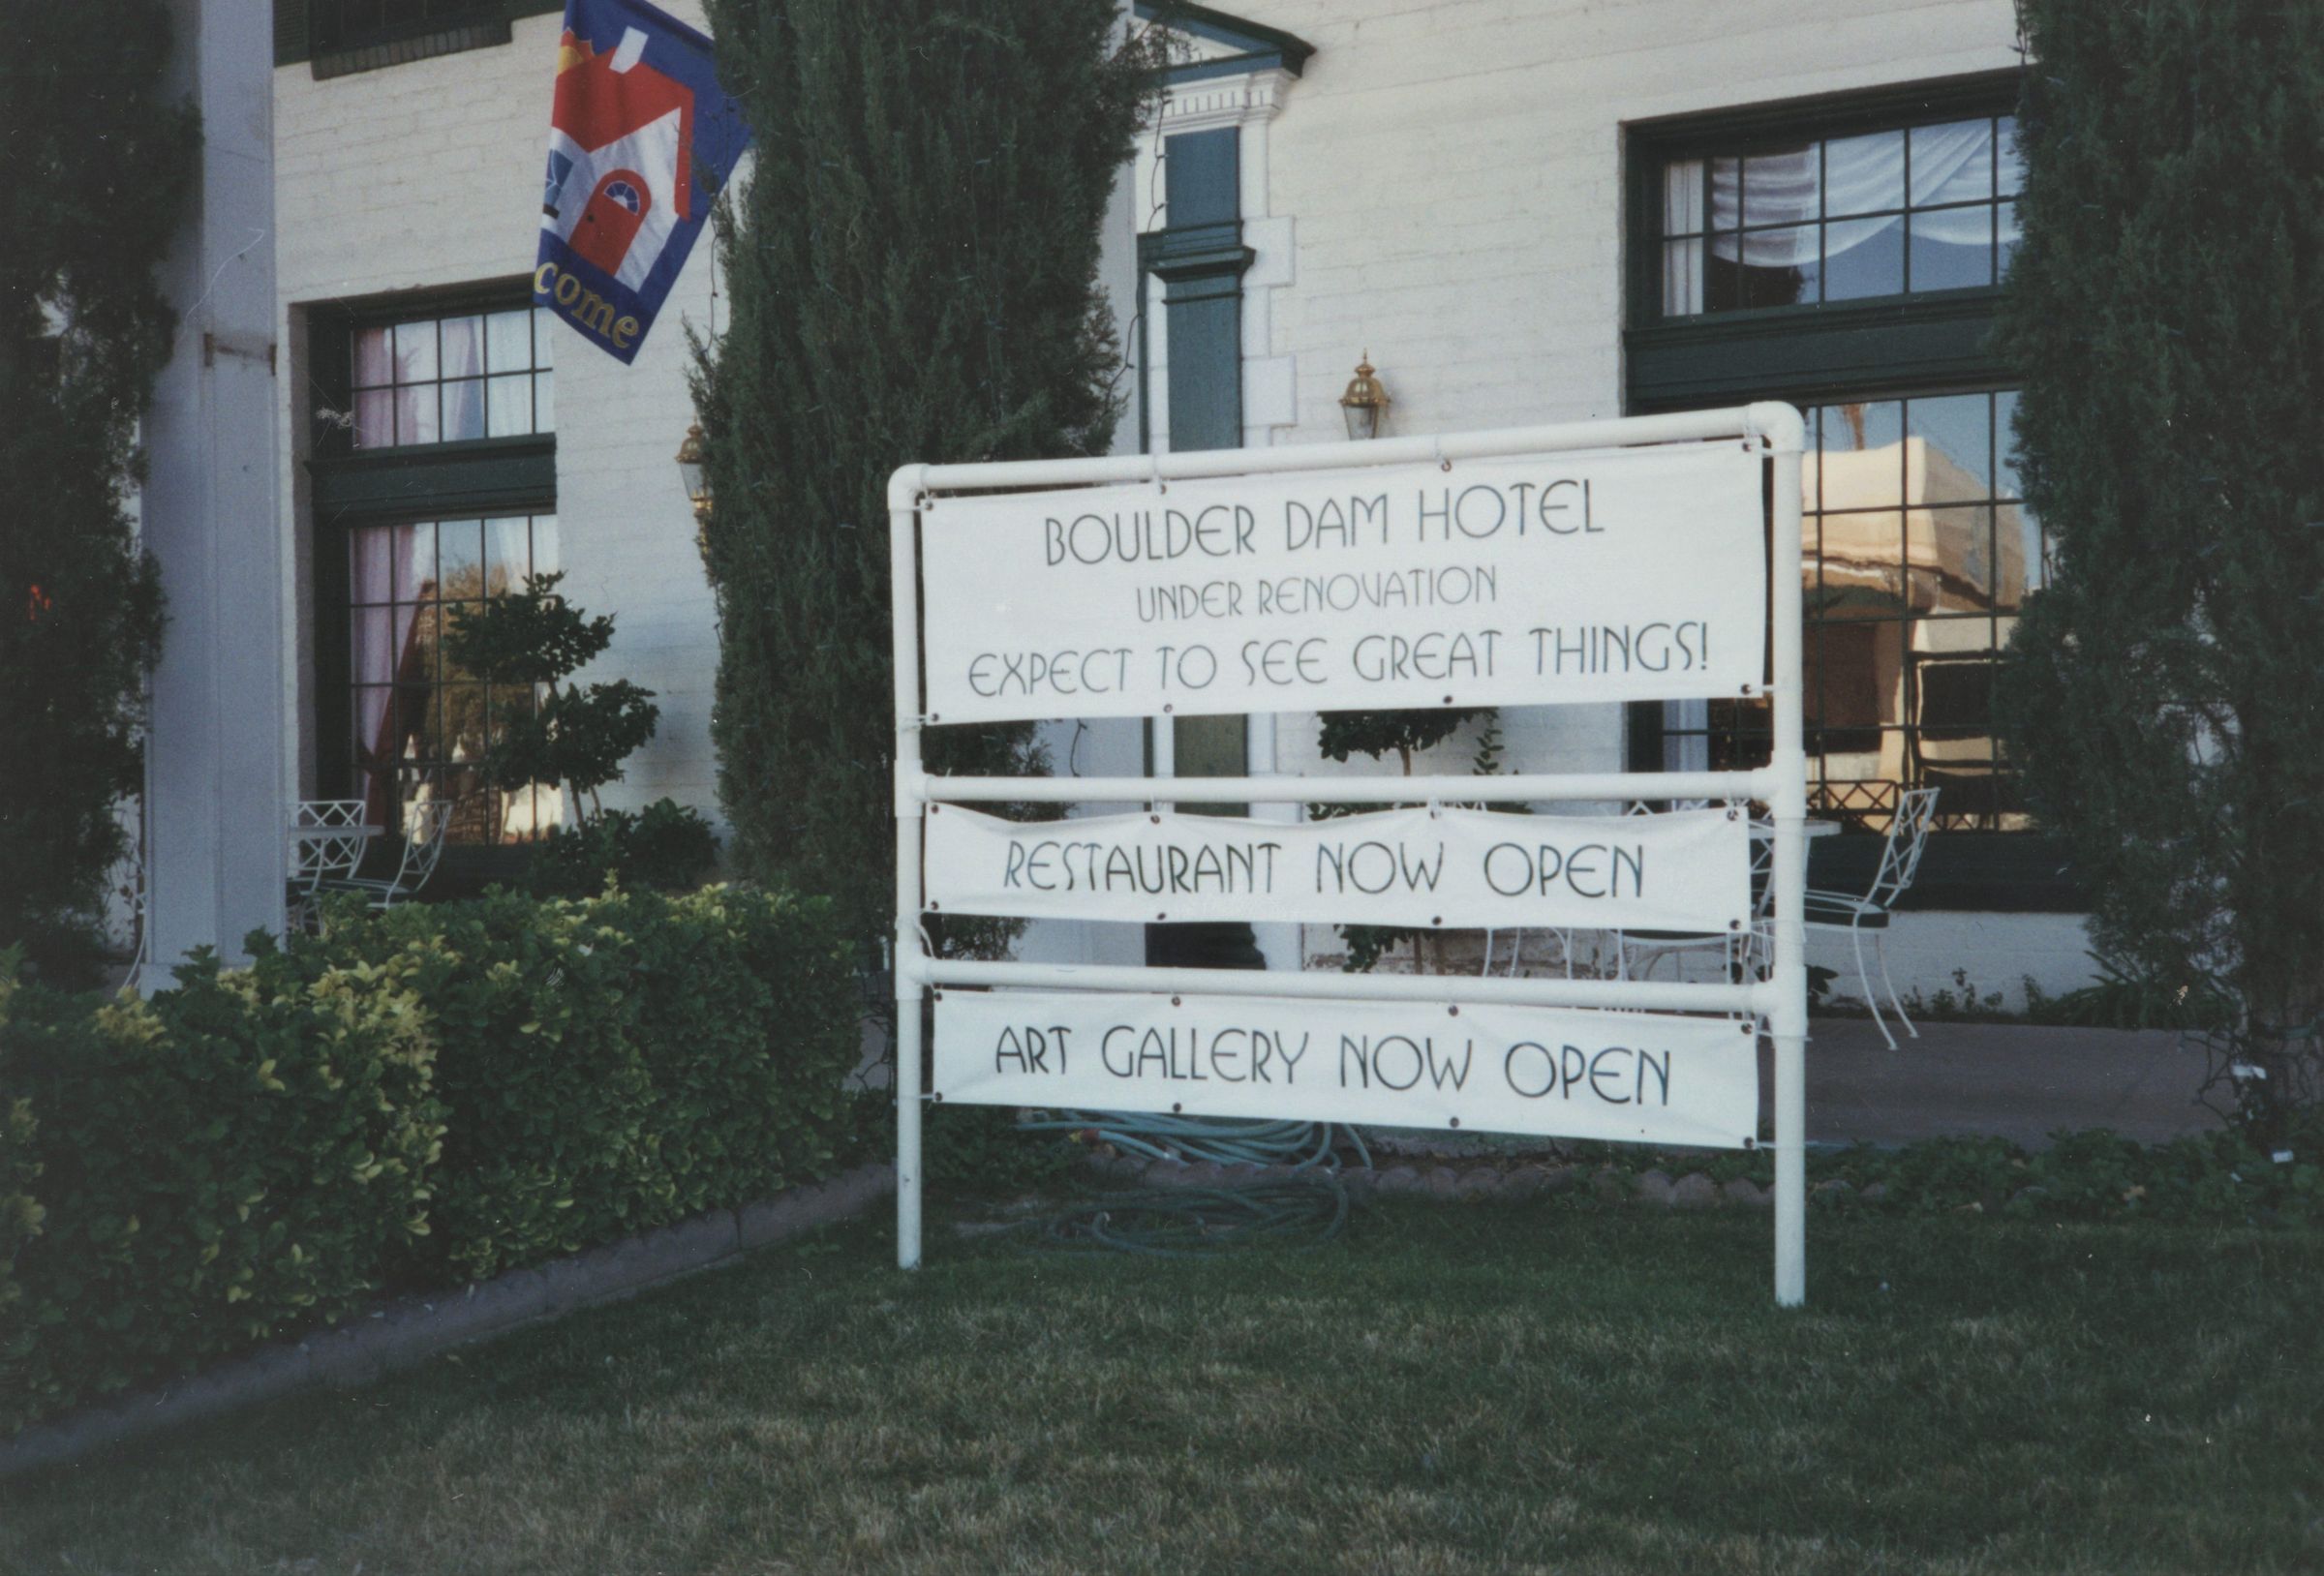 come
BOULDER DAM HOTEL
UNDER RENOVATION
EXPECT TO SEE GREAT THINGS!
RESTAURANT NOW OPEN
ART GALLERY NOW OPEN